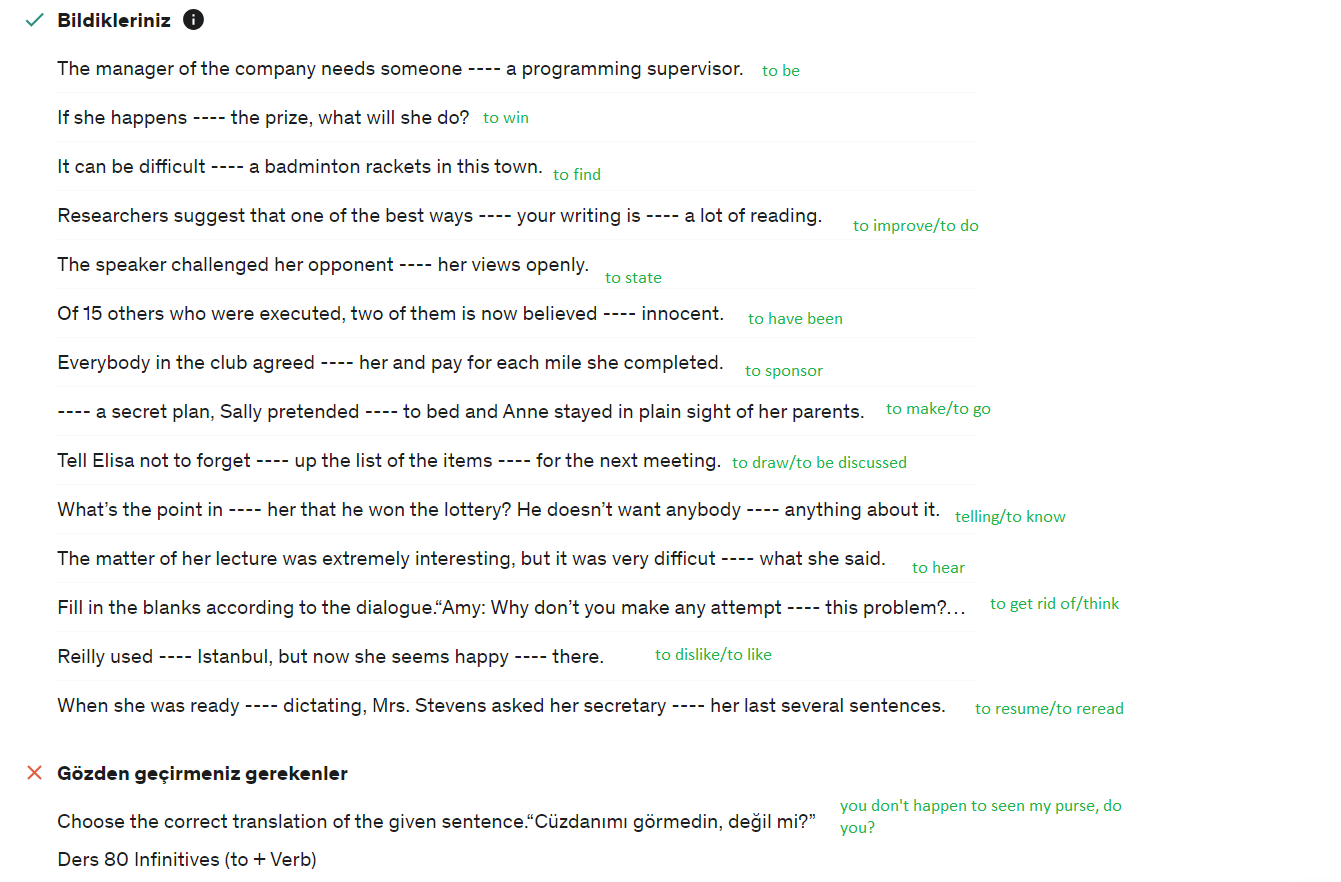 Bildikleriniz
The manager of the company needs someone ---- a programming supervisor. to be
If she happens ---- the prize, what will she do? to win
It can be difficult ---- a badminton rackets in this town. to find
Researchers suggest that one of the best ways ---- your writing is ---- a lot of reading. to improve/to do
The speaker challenged her opponent ---- her views openly. to state
Of 15 others who were executed, two of them is now believed ---- innocent. to have been
Everybody in the club agreed ---- her and pay for each mile she completed. to sponsor
---- a secret plan, Sally pretended ---- to bed and Anne stayed in plain sight of her parents. to make/to go
Tell Elisa not to forget ---- up the list of the items ---- for the next meeting. to draw/to be discussed
What’s the point in ---- her that he won the lottery? He doesn’t want anybody ---- anything about it. telling/to know
The matter of her lecture was extremely interesting, but it was very difficut ---- what she said. to hear
Fill in the blanks according to the dialogue.“Amy: Why don’t you make any attempt ---- this problem?… to get rid of/think
Reilly used ---- Istanbul, but now she seems happy ---- there. to dislike/to like
When she was ready ---- dictating, Mrs. Stevens asked her secretary ---- her last several sentences. to resume/to reread
Gözden geçirmeniz gerekenler
Choose the correct translation of the given sentence.“Cüzdanımı görmedin, değil mi?” you don't happen to seen my purse, do
you?
Ders 80 Infinitives (to + Verb)